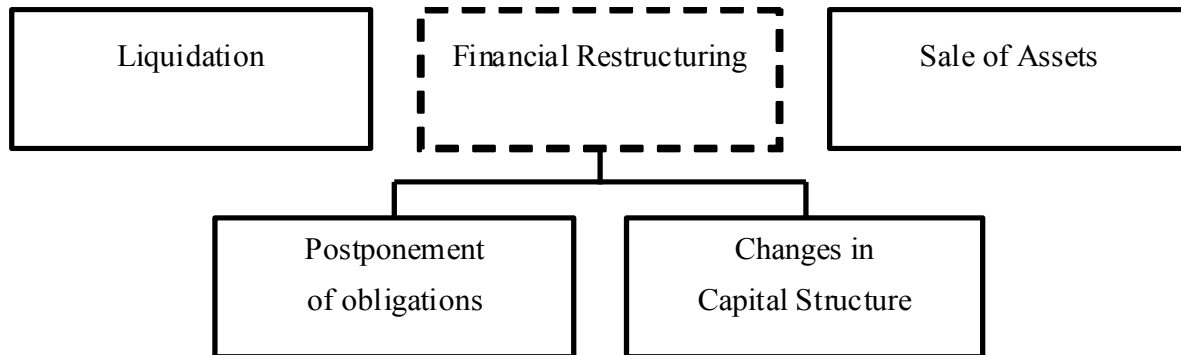 Liquidation
Financial Restructuring
Sale of Assets
Postponement
of obligations
Changes in
Capital Structure